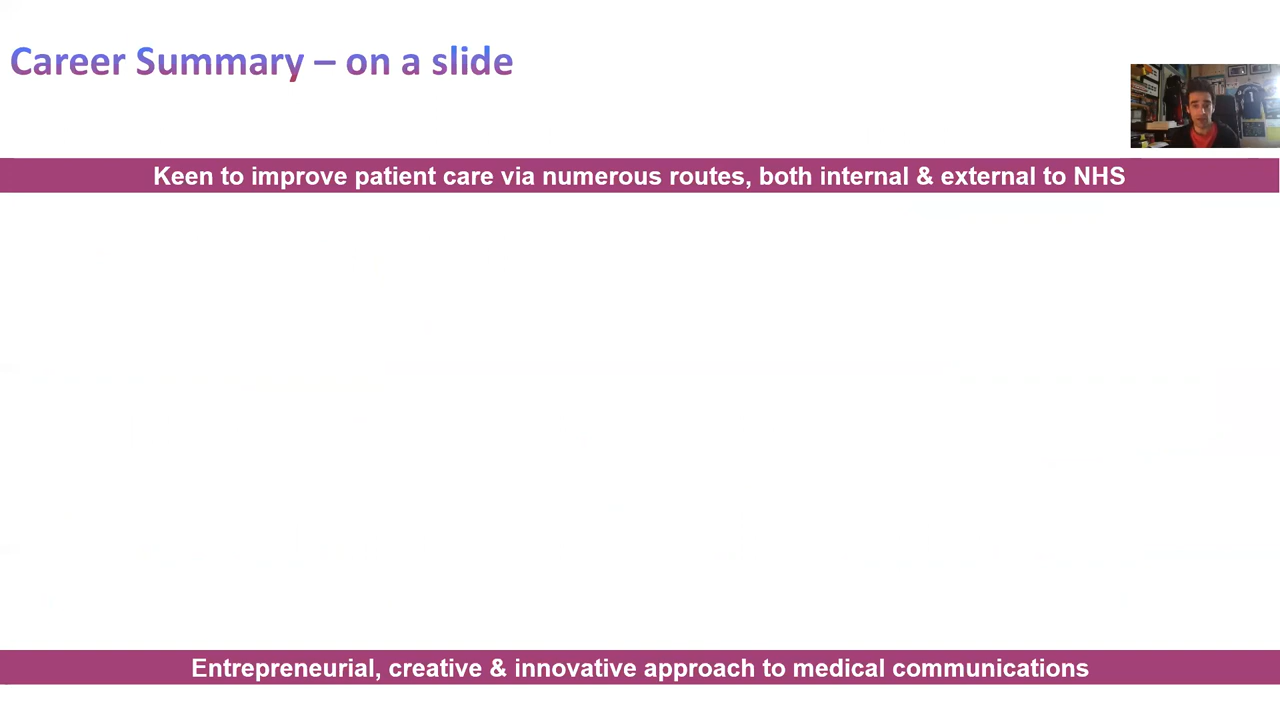 Career Summary – on a slide
Keen to improve patient care via numerous routes, both internal & external to NHS
Entrepreneurial, creative & innovative approach to medical communications